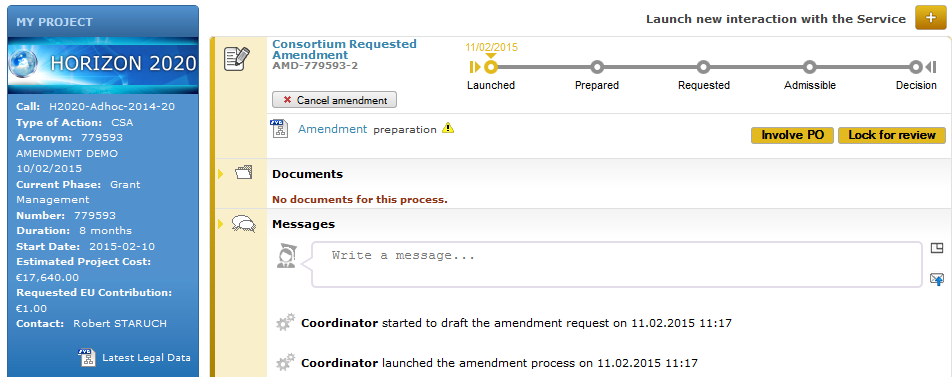 MY PROJECT
HORIZON 2020
Call: H2020-Adhoc-2014-20
Type of Action: CSA
Acronym: 779593
AMENDMENT DEMO
10/02/2015
Current Phase: Grant
Management
Number: 779593
Duration: 8 months
Start Date: 2015-02-10
Estimated Project Cost:
€17,640.00
Requested EU Contribution:
€1.00
Contact: Robert STARUCH
Latest Legal Data
Launch new interaction with the Service +
Consortium Requested
Amendment
AMD-779593-2
11/02/2015
Launched Prepared Requested Admissible Decision
Cancel amendment
Amendment preparation
Involve PO Lock for review
Documents
No documents for this process.
Messages
Write a message...
Coordinator started to draft the amendment request on 11.02.2015 11:17
Coordinator launched the amendment process on 11.02.2015 11:17